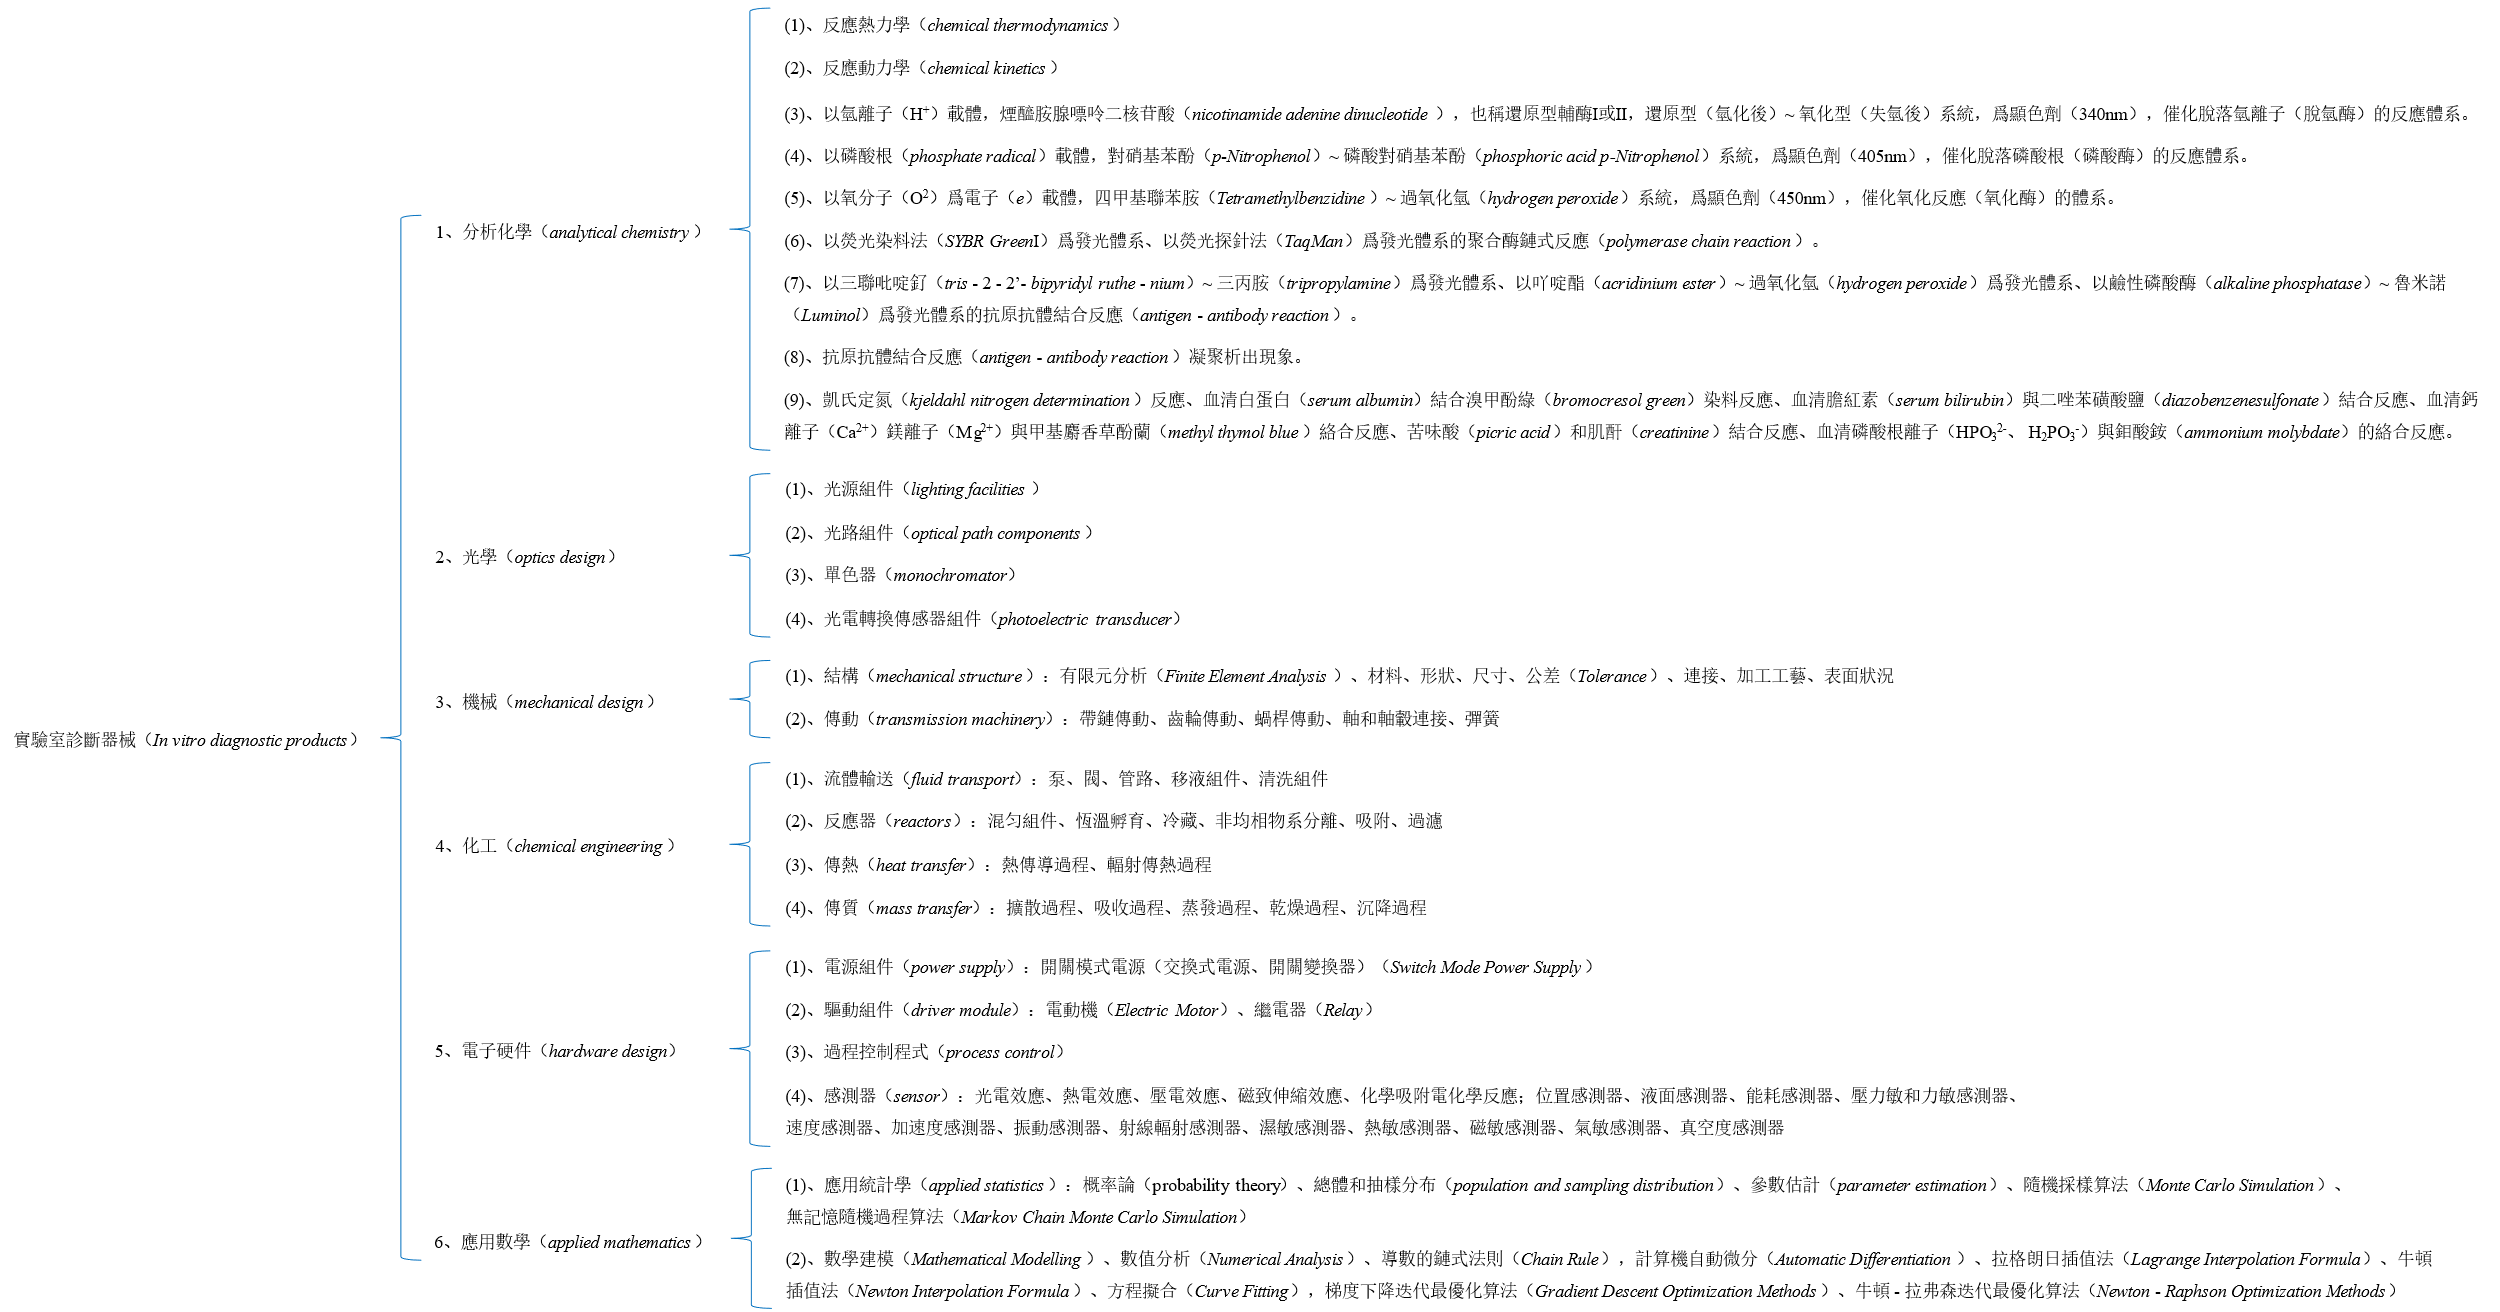 實驗室診斷器械（In vitro diagnostic products）
1、分析化學（analytical chemistry）
(1)、反應熱力學（chemical thermodynamics）
(2)、反應動力學（chemical kinetics）
(3)、以氫離子（H⁺）載體，煙醯胺腺嘌呤二核苷酸（nicotinamide adenine dinucleotide），也稱還原型輔酶I或II，還原型（氫化後）~ 氧化型（失氫後）系統，爲顯色劑（340nm），催化脫落氫離子（脫氫酶）的反應體系。
(4)、以磷酸根（phosphate radical）載體，對硝基苯酚（p-Nitrophenol）~ 磷酸對硝基苯酚（phosphoric acid p-Nitrophenol）系統，爲顯色劑（405nm），催化脫落磷酸根（磷酸酶）的反應體系。
(5)、以氧分子（O²）爲電子（e）載體，四甲基聯苯胺（Tetramethylbenzidine）~ 過氧化氫（hydrogen peroxide）系統，爲顯色劑（450nm），催化氧化反應（氧化酶）的體系。
(6)、以熒光染料法（SYBR GreenI）爲發光體系、以熒光探針法（TaqMan）爲發光體系的聚合酶鏈式反應（polymerase chain reaction）。
(7)、以三聯吡啶釕（tris - 2 - 2’- bipyridyl ruthe - nium）~ 三丙胺（tripropylamine）爲發光體系、以吖啶酯（acridinium ester）~ 過氧化氫（hydrogen peroxide）爲發光體系、以鹼性磷酸酶（alkaline phosphatase）~ 魯米諾
（Luminol）爲發光體系的抗原抗體結合反應（antigen - antibody reaction）。
(8)、抗原抗體結合反應（antigen - antibody reaction）凝聚析出現象。
(9)、凱氏定氮（kjeldahl nitrogen determination）反應、血清白蛋白（serum albumin）結合溴甲酚綠（bromocresol green）染料反應、血清膽紅素（serum bilirubin）與二唑苯磺酸鹽（diazobenzenesulfonate）結合反應、血清鈣
離子（Ca²⁺）鎂離子（Mg²⁺）與甲基麝香草酚蘭（methyl thymol blue）絡合反應、苦味酸（picric acid）和肌酐（creatinine）結合反應、血清磷酸根離子（HPO₃²⁻、 H₂PO₃⁻）與鉬酸銨（ammonium molybdate）的絡合反應。
2、光學（optics design）
(1)、光源組件（lighting facilities）
(2)、光路組件（optical path components）
(3)、單色器（monochromator）
(4)、光電轉換傳感器組件（photoelectric transducer）
3、機械（mechanical design）
(1)、結構（mechanical structure）：有限元分析（Finite Element Analysis）、材料、形狀、尺寸、公差（Tolerance）、連接、加工工藝、表面狀況
(2)、傳動（transmission machinery）：帶鏈傳動、齒輪傳動、蝸桿傳動、軸和軸轂連接、彈簧
4、化工（chemical engineering）
(1)、流體輸送（fluid transport）：泵、閥、管路、移液組件、清洗組件
(2)、反應器（reactors）：混匀組件、恆溫孵育、冷藏、非均相物系分離、吸附、過濾
(3)、傳熱（heat transfer）：熱傳導過程、輻射傳熱過程
(4)、傳質（mass transfer）：擴散過程、吸收過程、蒸發過程、乾燥過程、沉降過程
5、電子硬件（hardware design）
(1)、電源組件（power supply）：開關模式電源（交換式電源、開關變換器）（Switch Mode Power Supply）
(2)、驅動組件（driver module）：電動機（Electric Motor）、繼電器（Relay）
(3)、過程控制程式（process control）
(4)、感測器（sensor）：光電效應、熱電效應、壓電效應、磁致伸縮效應、化學吸附電化學反應；位置感測器、液面感測器、能耗感測器、壓力敏和力敏感測器、
速度感測器、加速度感測器、振動感測器、射線輻射感測器、濕敏感測器、熱敏感測器、磁敏感測器、氣敏感測器、真空度感測器
6、應用數學（applied mathematics）
(1)、應用統計學（applied statistics）：概率論（probability theory）、總體和抽樣分布（population and sampling distribution）、參數估計（parameter estimation）、隨機採樣算法（Monte Carlo Simulation）、
無記憶隨機過程算法（Markov Chain Monte Carlo Simulation）
(2)、數學建模（Mathematical Modelling）、數值分析（Numerical Analysis）、導數的鏈式法則（Chain Rule），計算機自動微分（Automatic Differentiation）、拉格朗日插值法（Lagrange Interpolation Formula）、牛頓
插值法（Newton Interpolation Formula）、方程擬合（Curve Fitting），梯度下降迭代最優化算法（Gradient Descent Optimization Methods）、牛頓 - 拉弗森迭代最優化算法（Newton - Raphson Optimization Methods）